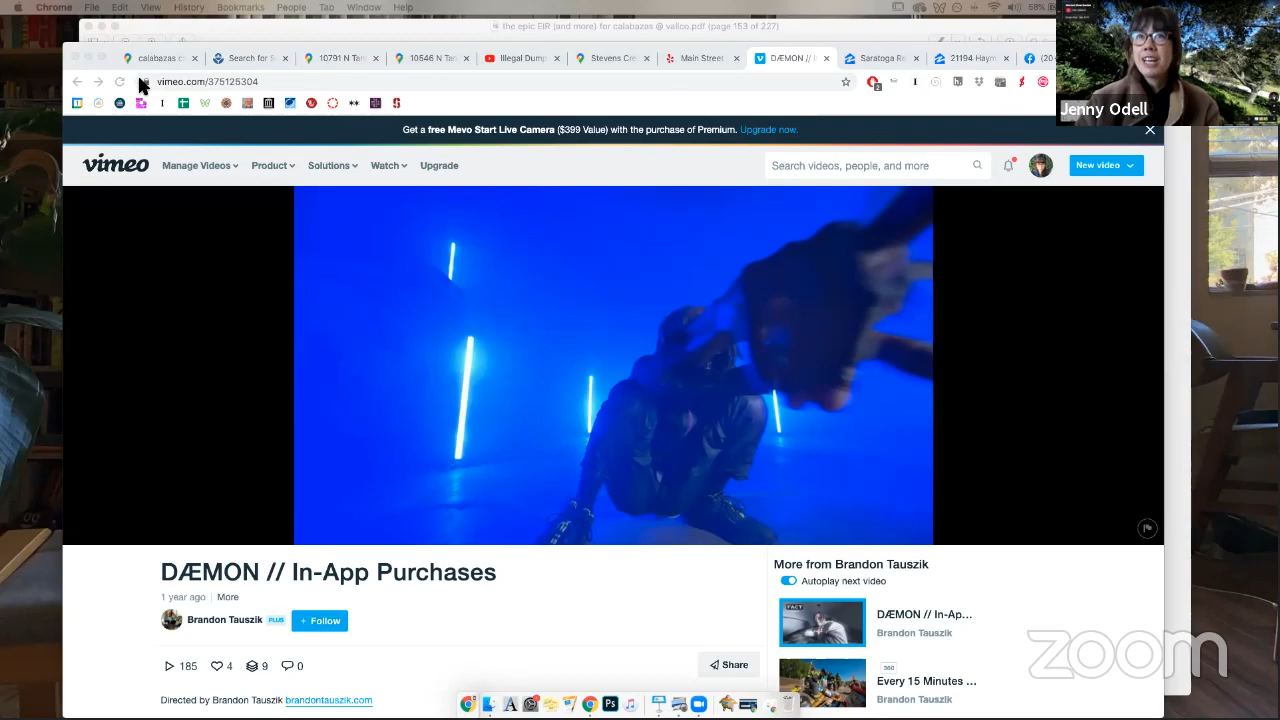 Chrome File Edit View History Bookmarks People Tab Window Help 58%
the epic EIR (and more) for calabazas @ vallco.pdf (page 153 of 227)
calabazas c Search for S 10791 N Tan 10546 N Tan Illegal Dump Stevens Cre Main Street DÆMON // I Saratoga Re 21194 Haym (20
vimeo.com/375125304
Jenny Odell
Get a free Mevo Start Live Camera ($399 Value) with the purchase of Premium. Upgrade now.
vimeo Manage Videos Product Solutions Watch Upgrade Search videos, people, and more New video
DÆMON // In-App Purchases
1 year ago More
Brandon Tauszik PLUS + Follow
185 4 9 0 Share
Directed by Brandon Tauszik brandontauszik.com
More from Brandon Tauszik
Autoplay next video
FACT
DÆMON // In-Ap...
Brandon Tauszik
360
Every 15 Minutes ...
Brandon Tauszik
zoom